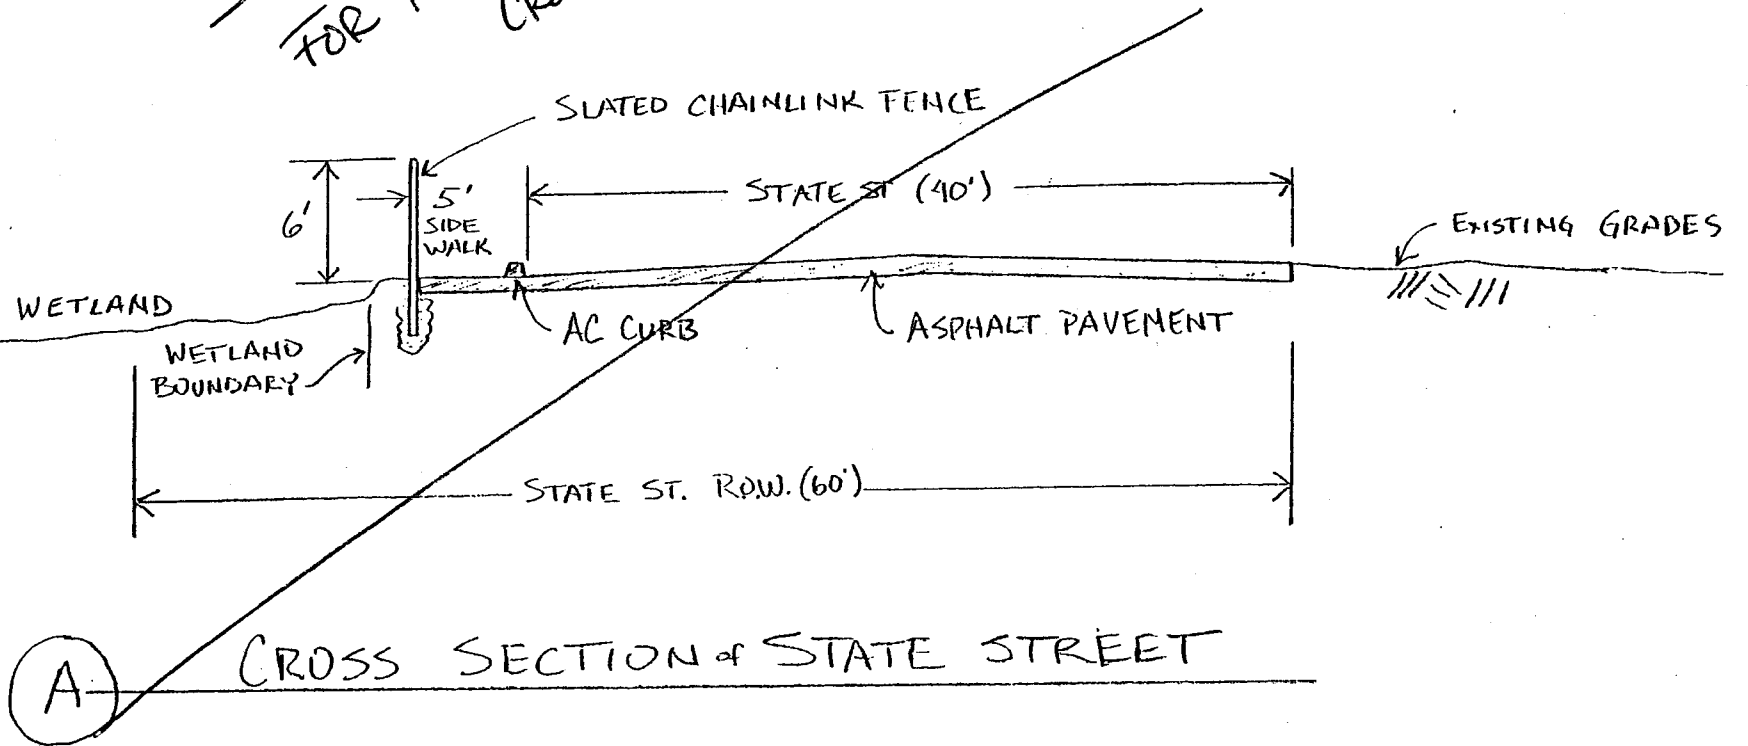 FOR
SLATED CHAINLINK FENCE
6'
5'
SIDE
WALK
STATE ST (40')
EXISTING GRADES
WETLAND
AC CURB
ASPHALT PAVEMENT
WETLAND
BOUNDARY
STATE ST. R.O.W. (60')
A
CROSS SECTION of STATE STREET